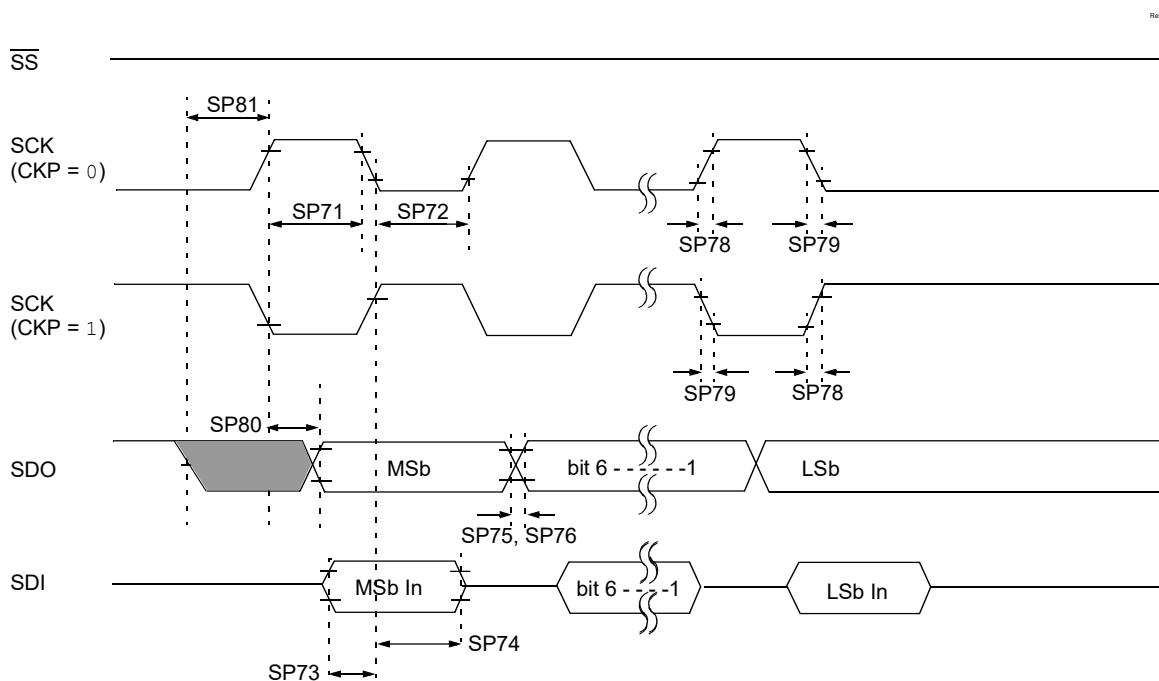 Re
SS
SP81
SCK
(CKP = 0)
SP71
SP72
SP78
SP79
SCK
(CKP = 1)
SP79
SP78
SP80
SDO
MSb
bit 6 - - - - - -1
LSb
SP75, SP76
SDI
MSb In
bit 6 - - - -1
LSb In
SP74
SP73